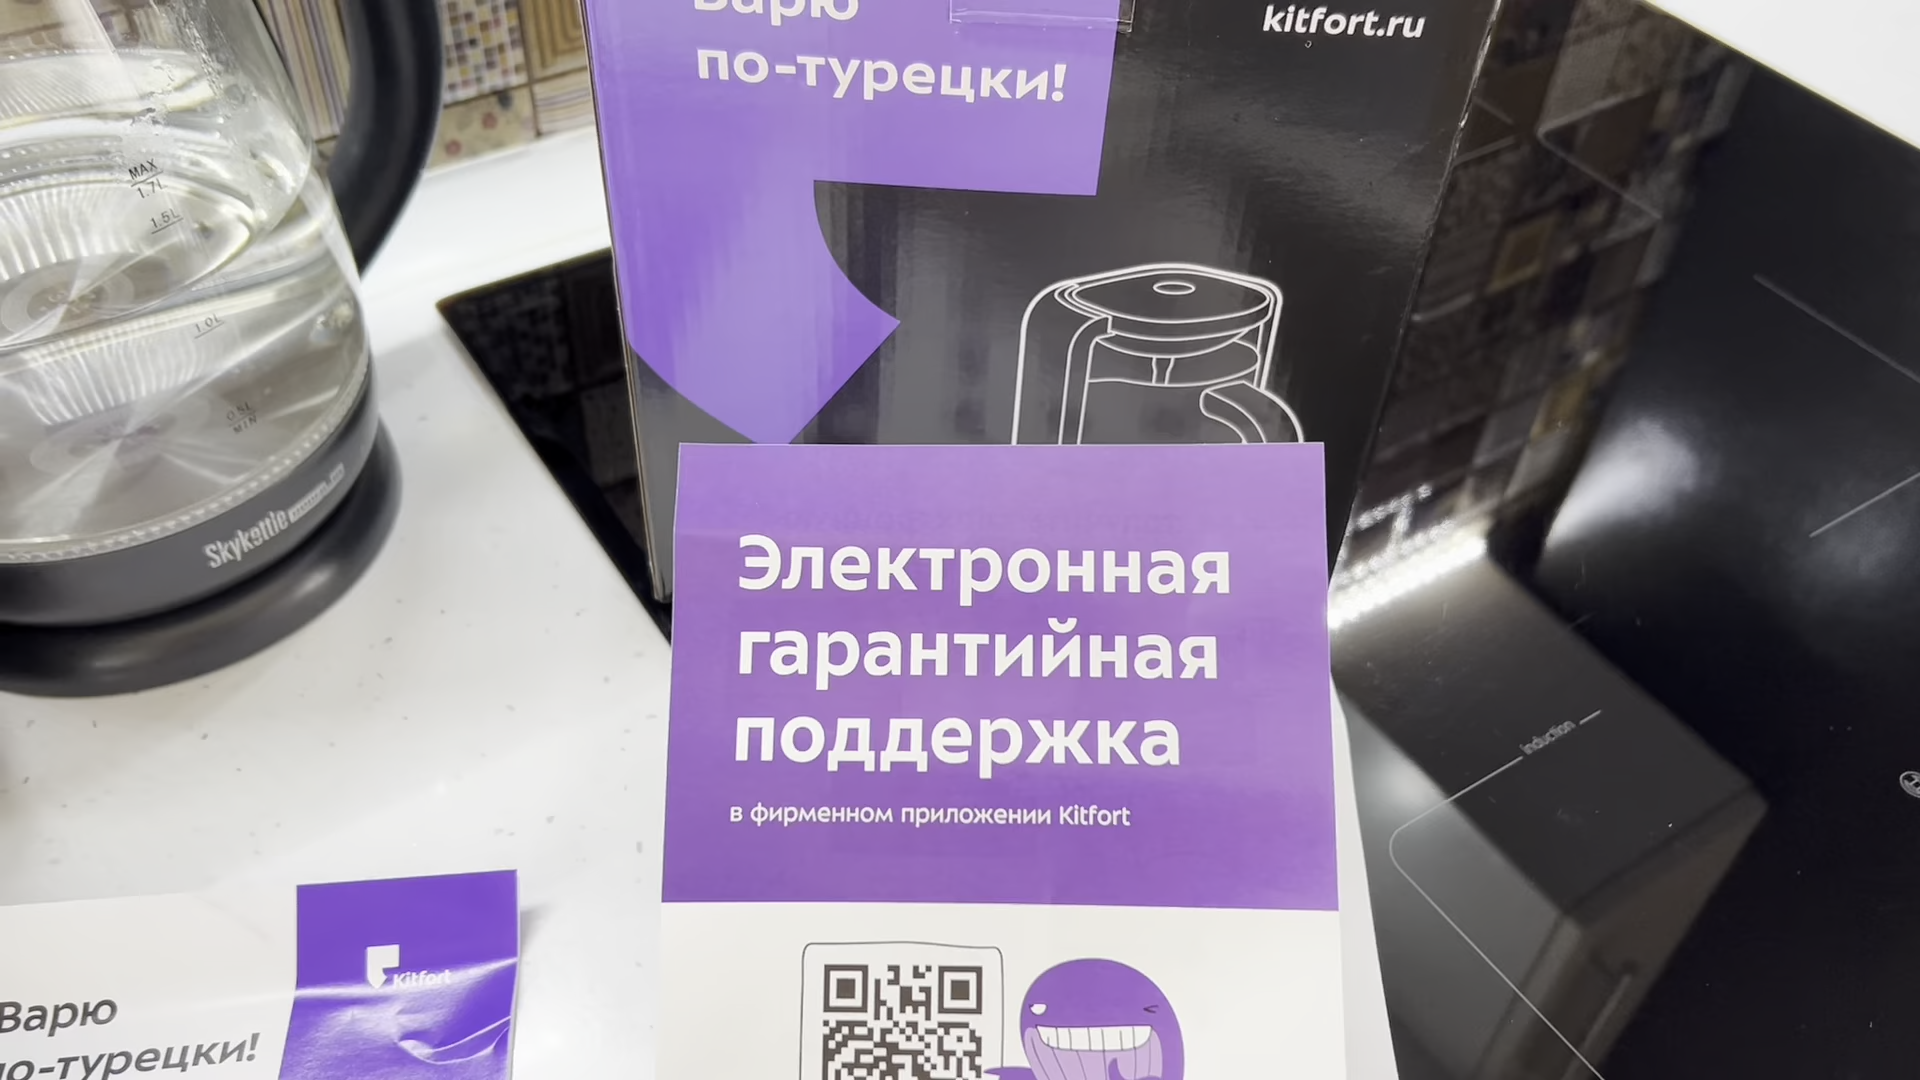 Варю
по-турецки!
kitfort.ru
MAX
1.7L
1.5L
1.0L
0.5L
MIN
Skykettle
Электронная
гарантийная
поддержка
в фирменном приложении Kitfort
induction
Kitfort
Варю
по-турецки!